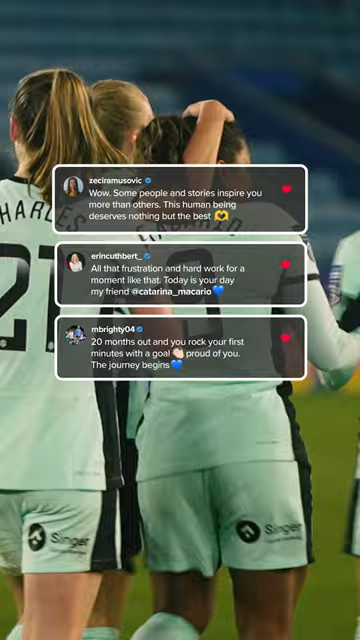 zeciramusovic
Wow. Some people and stories inspire you
more than others. This human being
deserves nothing but the best 🫶
erincuthbert_
All that frustration and hard work for a
moment like that. Today is your day
my friend @catarina_macario 💙
mbrighty04
20 months out and you rock your first
minutes with a goal 👏🏻 proud of you.
The journey begins 💙
CHARLES
21
Singer
Singer